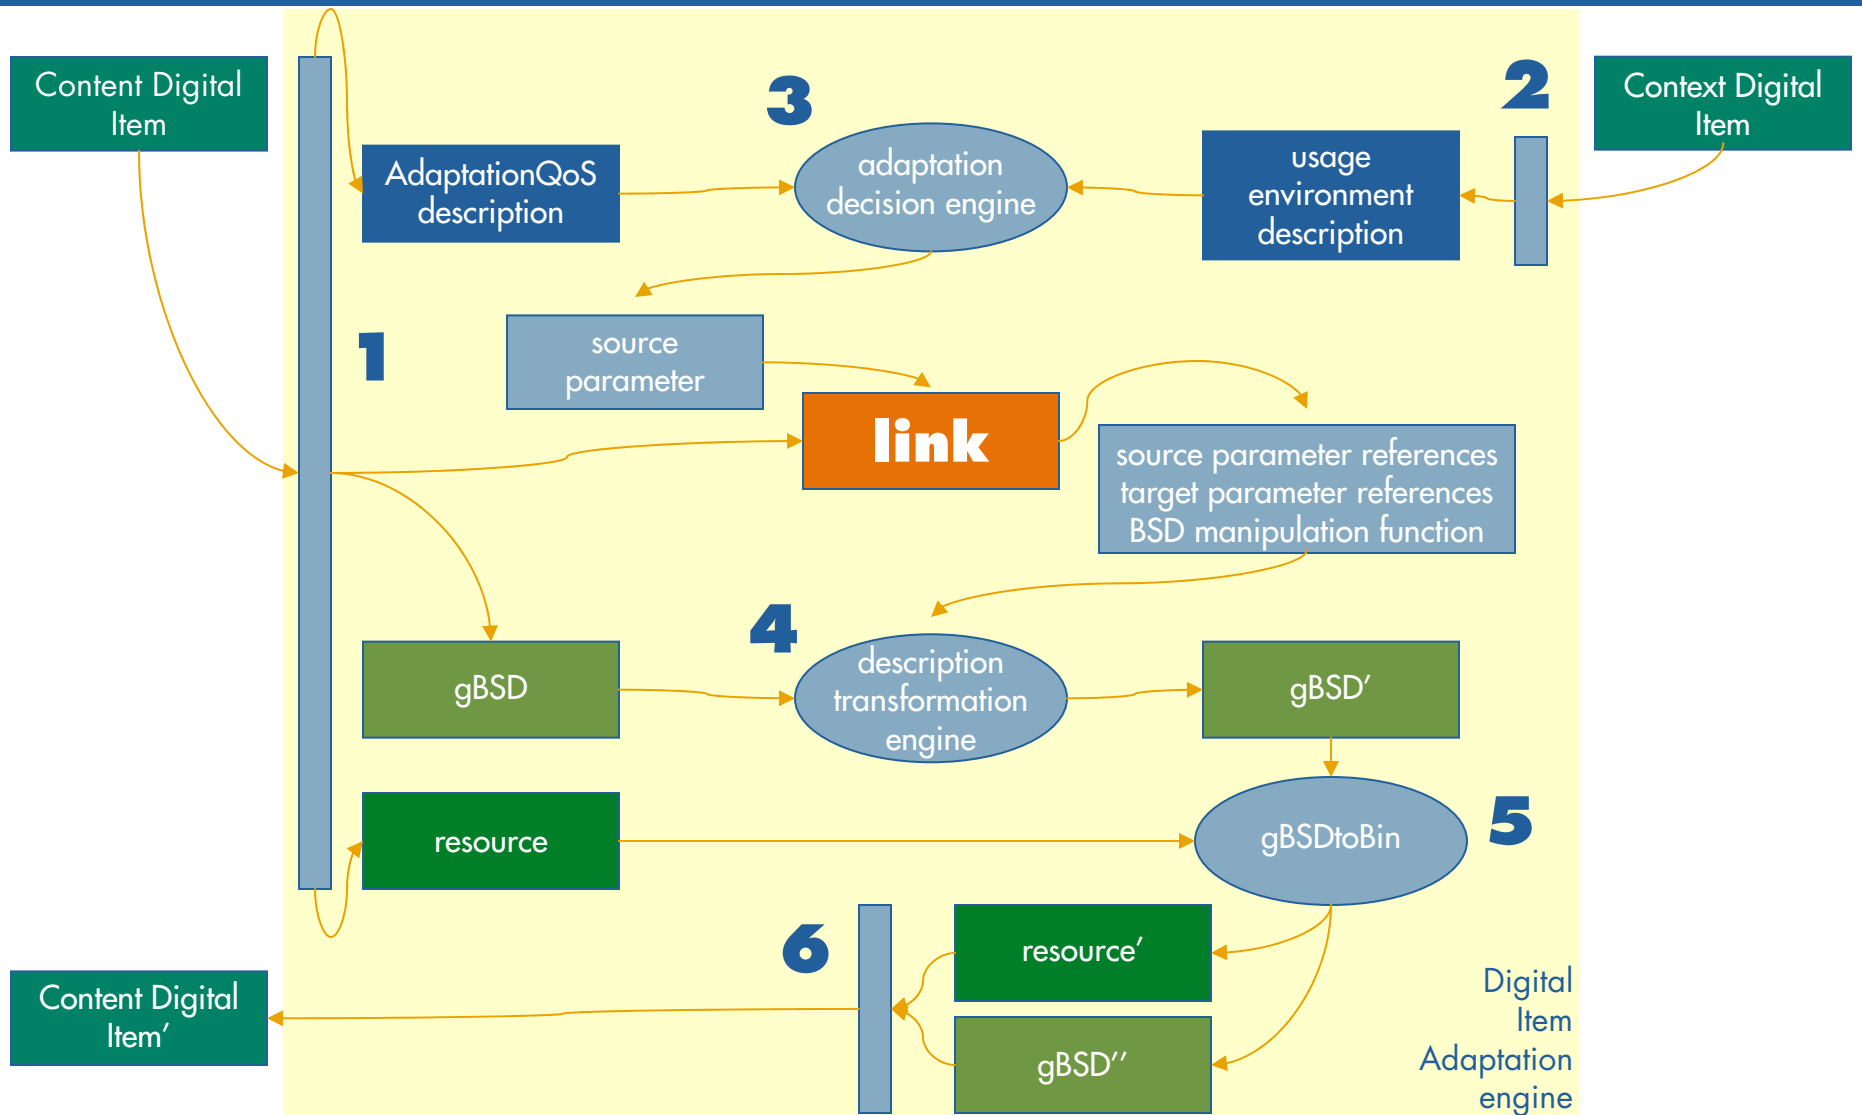 Content Digital
Item
3
2
Context Digital
Item
AdaptationQoS
description
adaptation
decision engine
usage
environment
description
1
source
parameter
link
source parameter references
target parameter references
BSD manipulation function
4
gBSD
description
transformation
engine
gBSD′
resource
gBSDtoBin
5
6
resource′
Content Digital
Item′
gBSD′′
Digital
Item
Adaptation
engine